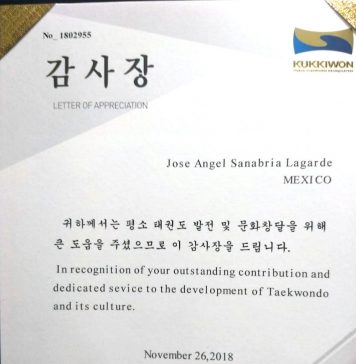 No_ 1802955
감사장
LETTER OF APPRECIATION
KUKKIWON
Jose Angel Sanabria Lagarde
MEXICO
귀하께서는 평소 태권도 발전 및 문화창달을 위해
큰 도움을 주셨으므로 이 감사장을 드립니다.
In recognition of your outstanding contribution and
dedicated sevice to the development of Taekwondo
and its culture.
November 26,2018